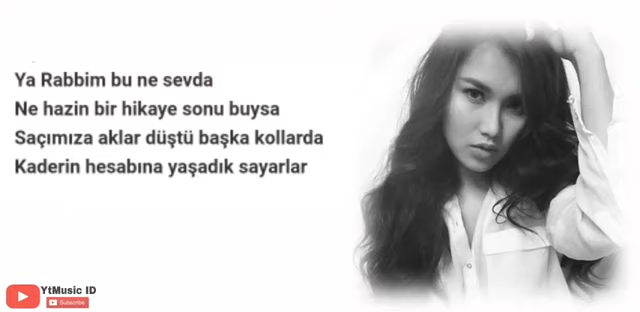 Ya Rabbim bu ne sevda
Ne hazin bir hikaye sonu buysa
Saçımıza aklar düştü başka kollarda
Kaderin hesabına yaşadık sayarlar
YtMusic ID
Subscribe